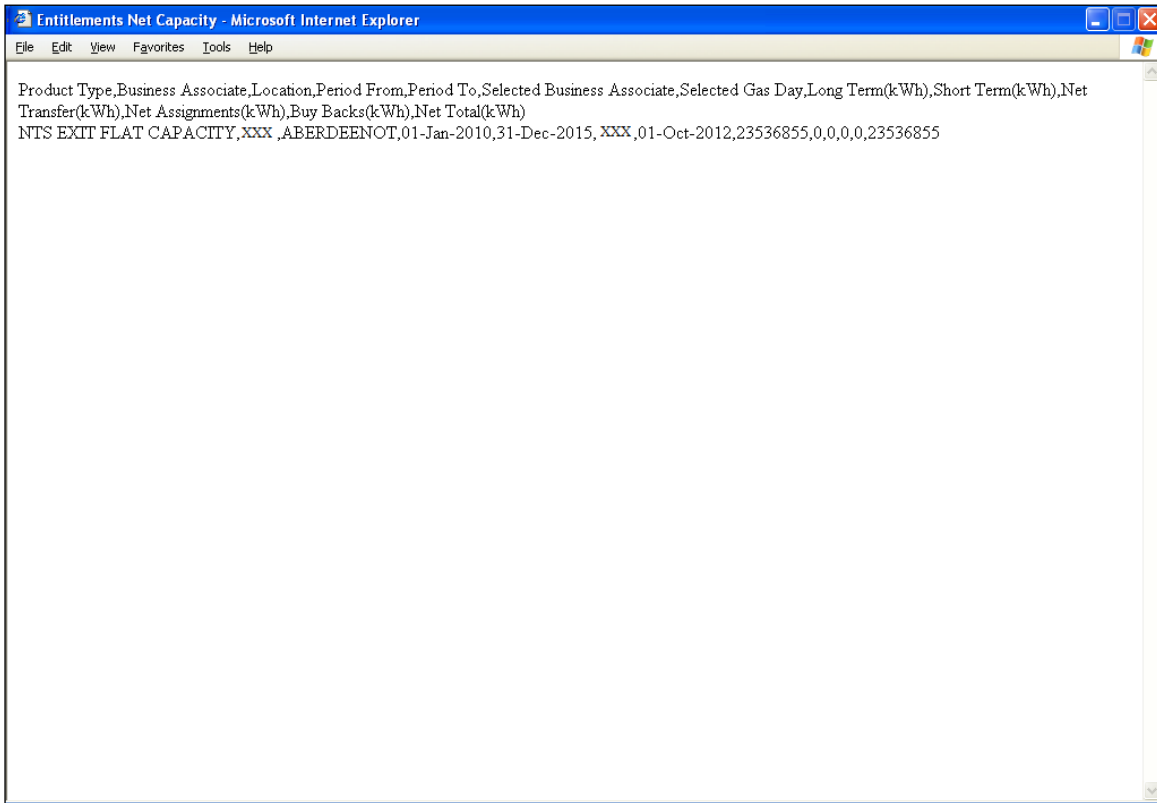 Entitlements Net Capacity - Microsoft Internet Explorer
File Edit View Favorites Tools Help
Product Type,Business Associate,Location,Period From,Period To,Selected Business Associate,Selected Gas Day,Long Term(kWh),Short Term(kWh),Net
Transfer(kWh),Net Assignments(kWh),Buy Backs(kWh),Net Total(kWh)
NTS EXIT FLAT CAPACITY,XXX ,ABERDEENOT,01-Jan-2010,31-Dec-2015, XXX ,01-Oct-2012,23536855,0,0,0,0,23536855